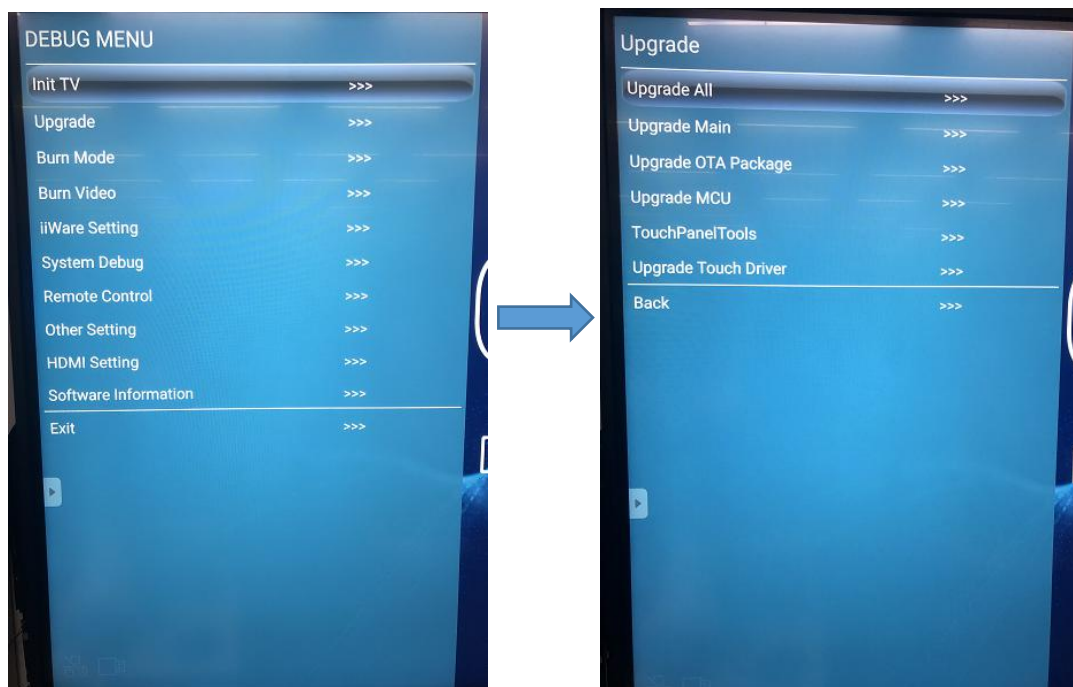 DEBUG MENU
Init TV >>>
Upgrade >>>
Burn Mode >>>
Burn Video >>>
iiWare Setting >>>
System Debug >>>
Remote Control >>>
Other Setting >>>
HDMI Setting >>>
Software Information >>>
Exit >>>
Upgrade
Upgrade All >>>
Upgrade Main >>>
Upgrade OTA Package >>>
Upgrade MCU >>>
TouchPanelTools >>>
Upgrade Touch Driver >>>
Back >>>